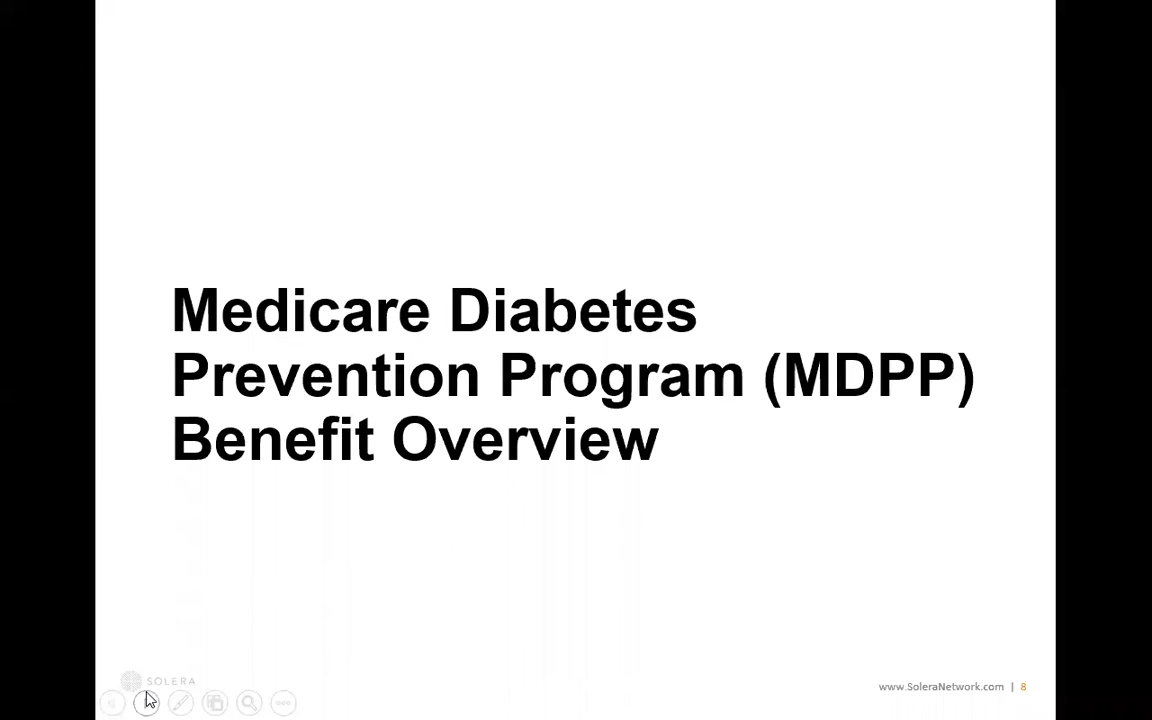 Medicare Diabetes
Prevention Program (MDPP)
Benefit Overview
SOLERA
www.SoleraNetwork.com | 8